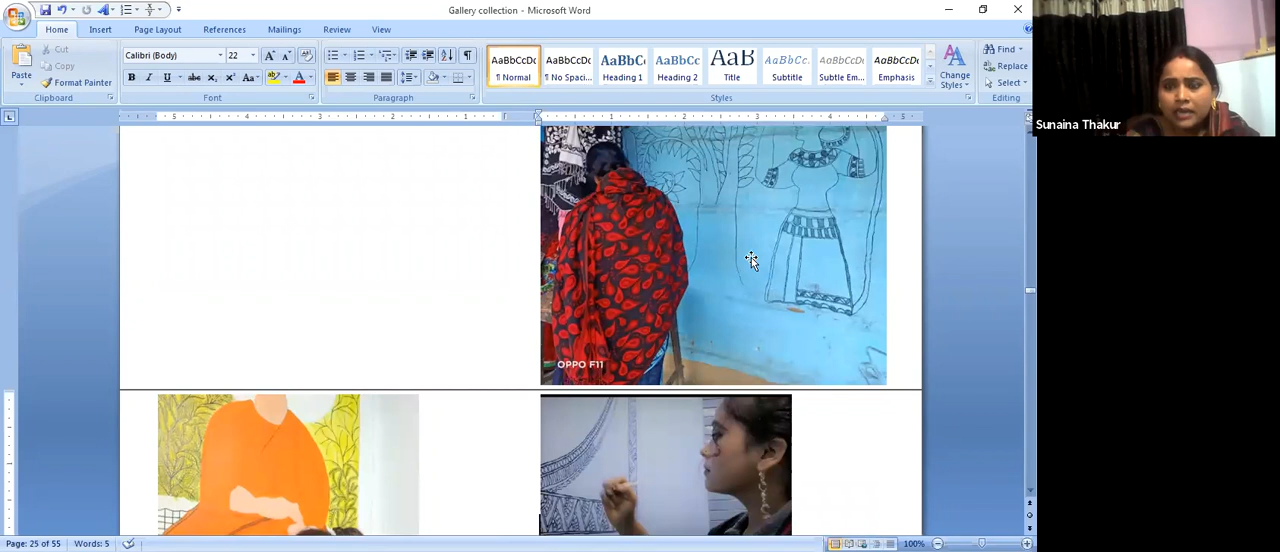 Gallery collection - Microsoft Word
Home Insert Page Layout References Mailings Review View
Cut
Copy
Format Painter
Paste
Clipboard
Calibri (Body) 22
Font
Paragraph
AaBbCcDc AaBbCcDc AaBbC AaBbCc AaB AaBbCc. AaBbCcDc AaBbCcDc
¶ Normal ¶ No Spaci... Heading 1 Heading 2 Title Subtitle Subtle Em... Emphasis
Styles
Change Styles
Find
Replace
Select
Editing
Sunaina Thakur
OPPO F11
Page: 25 of 55 Words: 5 100%